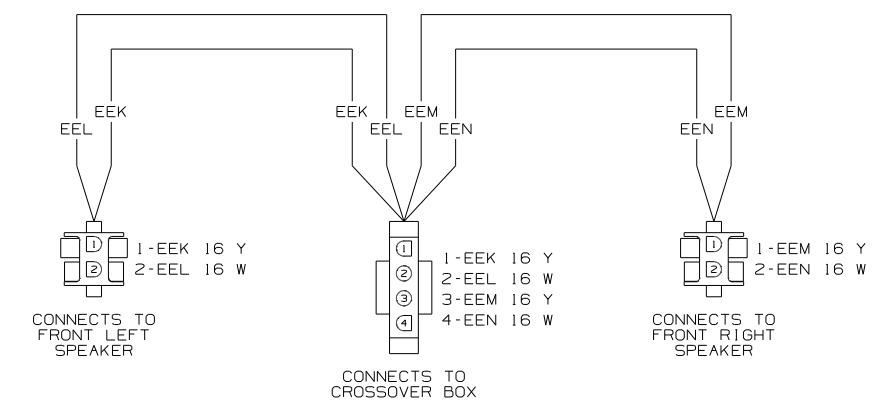 EEK
EEL
EEK
EEM
EEL
EEN
EEM
EEN
1
2
1-EEK 16 Y
2-EEL 16 W
CONNECTS TO
FRONT LEFT
SPEAKER
1
2
3
4
1-EEK 16 Y
2-EEL 16 W
3-EEM 16 Y
4-EEN 16 W
CONNECTS TO
CROSSOVER BOX
1
2
1-EEM 16 Y
2-EEN 16 W
CONNECTS TO
FRONT RIGHT
SPEAKER